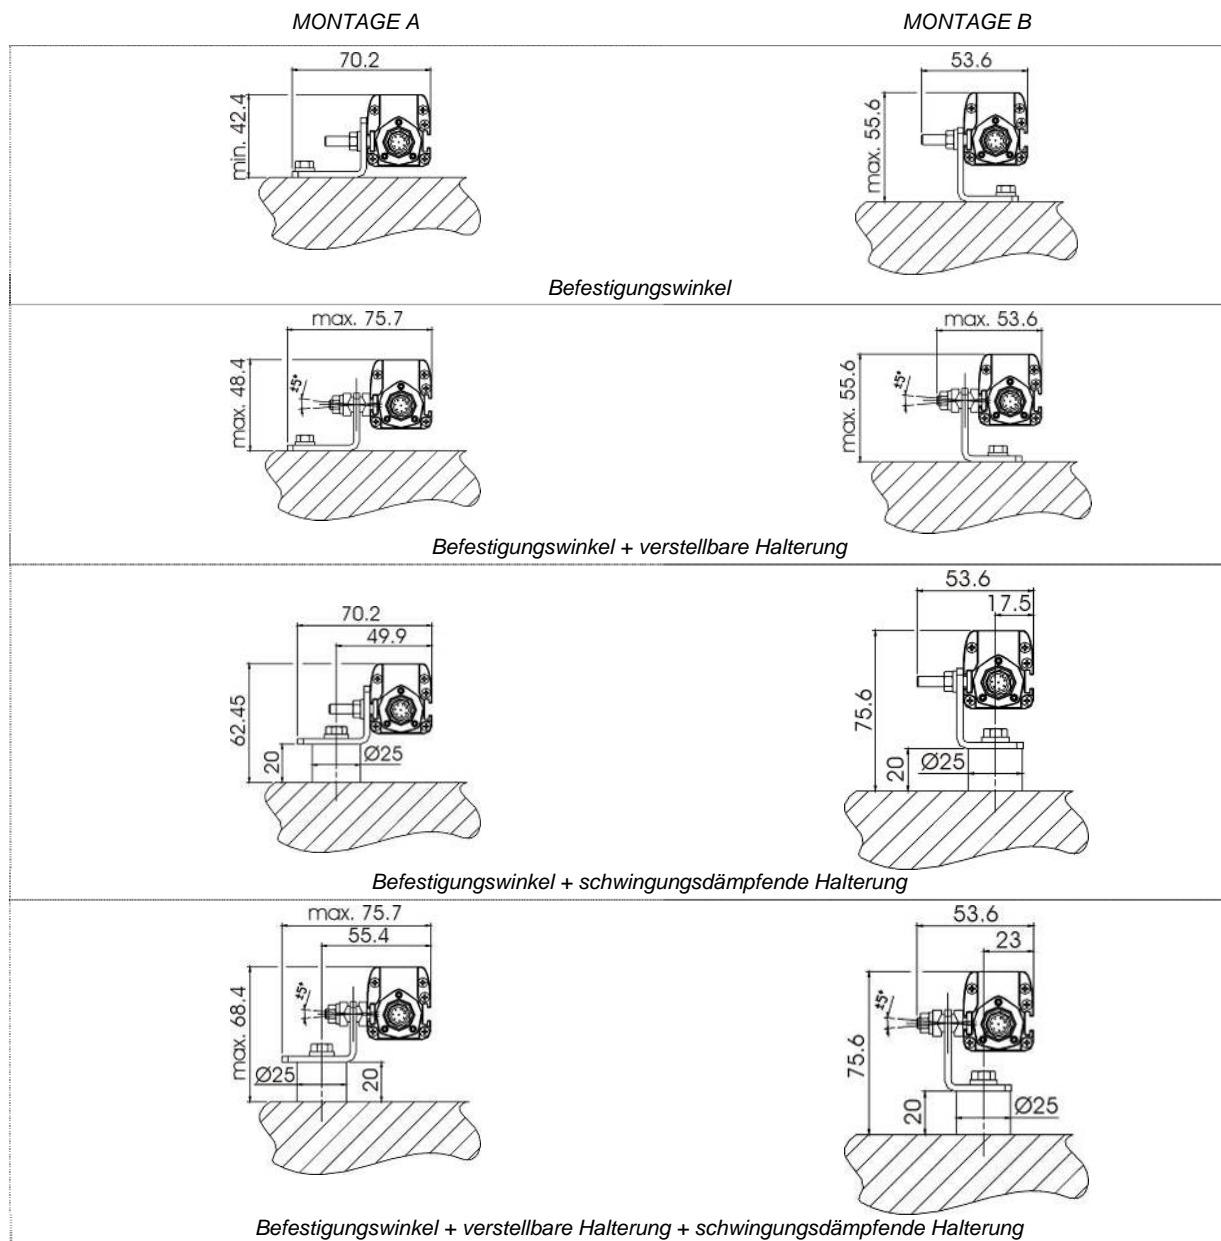 MONTAGE A
MONTAGE B
70.2
min. 42.4
53.6
max. 55.6
Befestigungswinkel
max. 75.7
max. 48.4
±5°
max. 53.6
max. 55.6
±5°
Befestigungswinkel + verstellbare Halterung
70.2
49.9
62.45
20
Ø25
53.6
17.5
75.6
20
Ø25
Befestigungswinkel + schwingungsdämpfende Halterung
max. 75.7
55.4
max. 68.4
±5°
Ø25
20
53.6
23
±5°
75.6
20
Ø25
Befestigungswinkel + verstellbare Halterung + schwingungsdämpfende Halterung